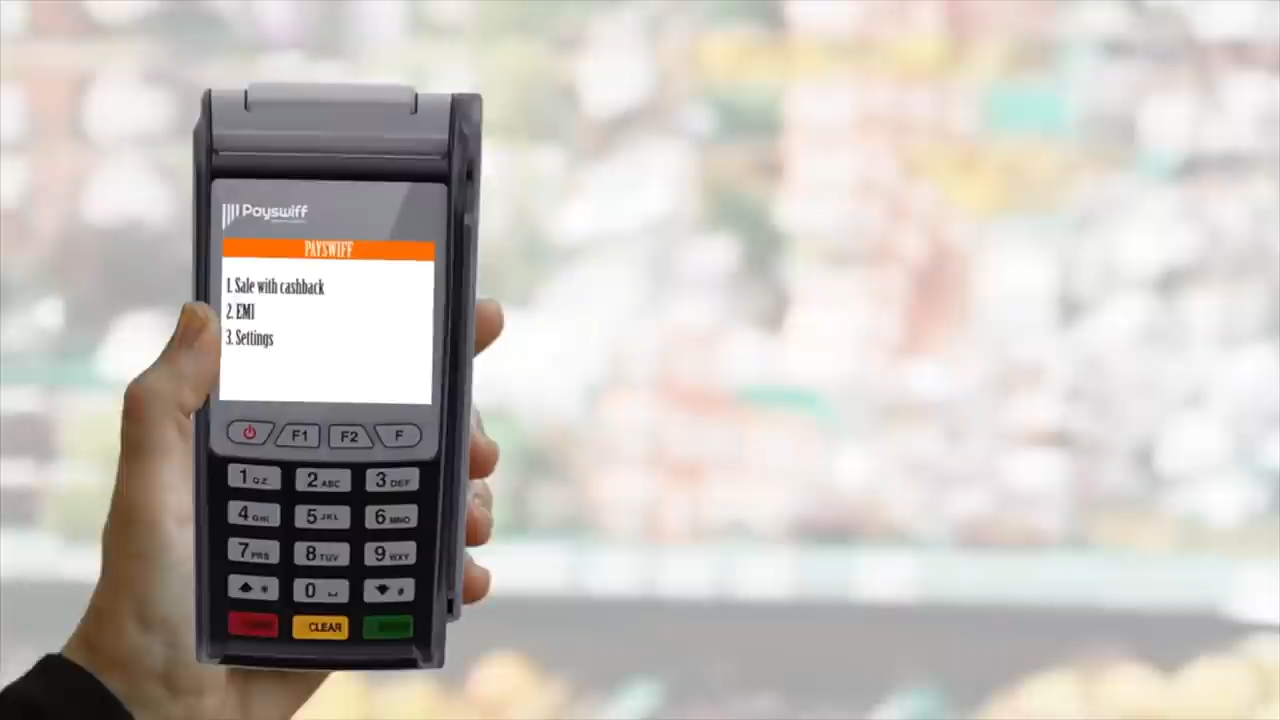 Payswiff
PAYSWIFF
1. Sale with cashback
2. EMI
3. Settings
F1 F2 F
1 Q.Z. 2 ABC 3 DEF
4 GHI 5 JKL 6 MNO
7 PRS 8 TUV 9 WXY
* 0 #
CLEAR